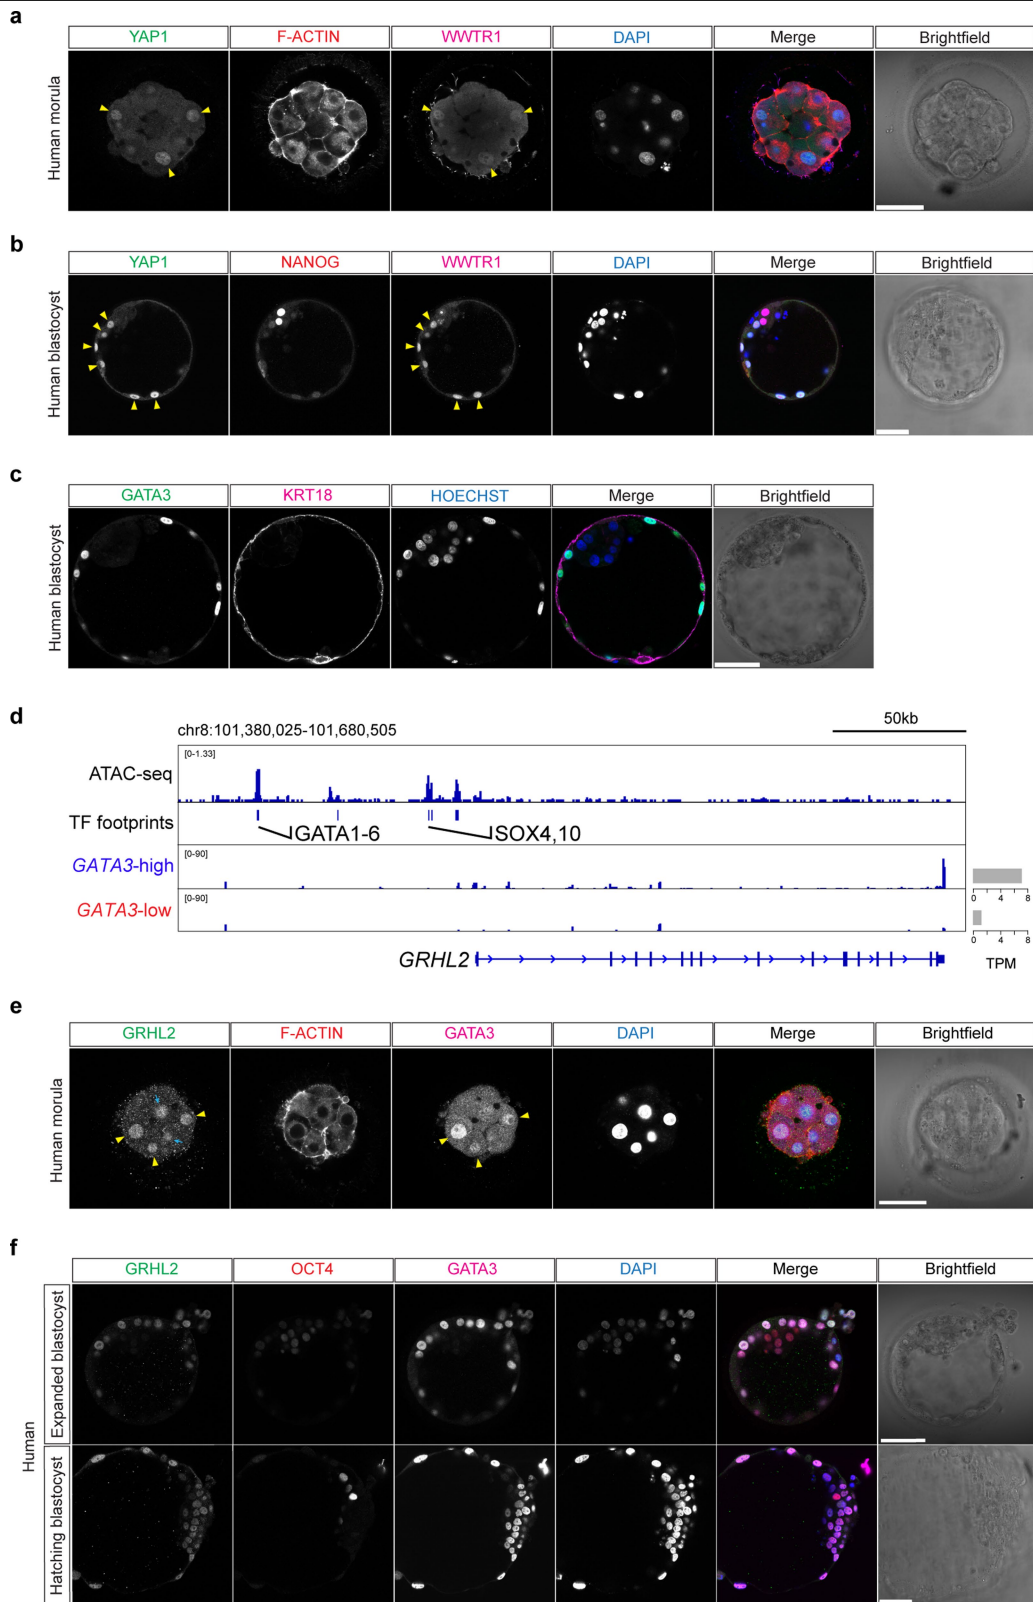 a
YAP1 F-ACTIN WWTR1 DAPI Merge Brightfield
Human morula
b
YAP1 NANOG WWTR1 DAPI Merge Brightfield
Human blastocyst
c
GATA3 KRT18 HOECHST Merge Brightfield
Human blastocyst
d
chr8:101,380,025-101,680,505
50kb
ATAC-seq
[0-1.33]
TF footprints
GATA1-6 SOX4,10
GATA3-high
[0-90]
0 4 8
GATA3-low
[0-90]
0 4 8
GRHL2
TPM
e
GRHL2 F-ACTIN GATA3 DAPI Merge Brightfield
Human morula
f
GRHL2 OCT4 GATA3 DAPI Merge Brightfield
Human
Expanded blastocyst
Hatching blastocyst